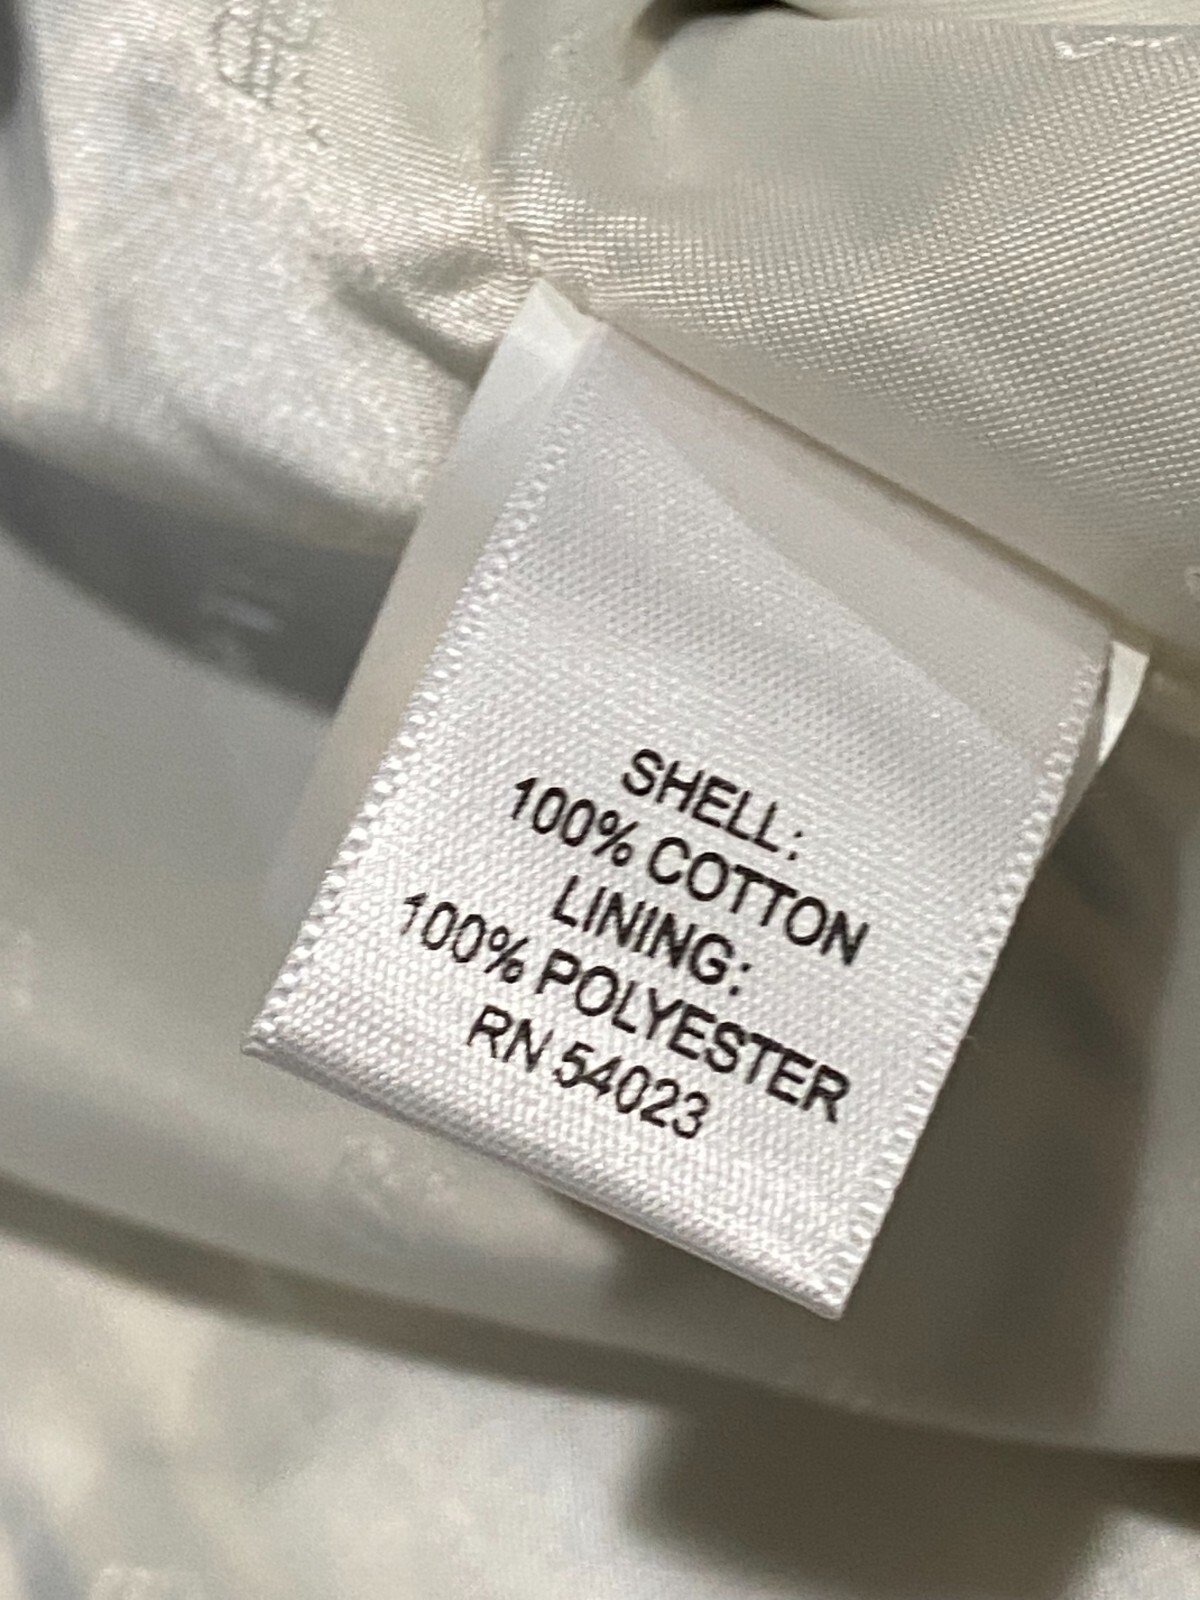 SHELL:
100% COTTON
LINING:
100% POLYESTER
RN 54023